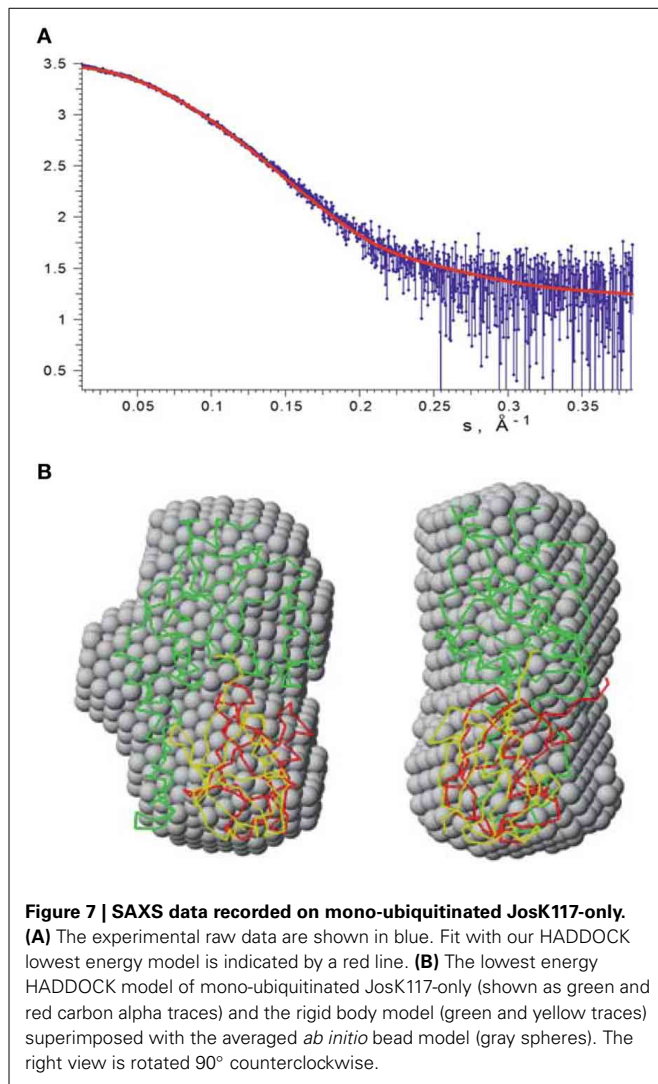 A
3.5
3
2.5
2
1.5
1
0.5
0.05
0.1
0.15
0.2
0.25
0.3
0.35
s , Å⁻¹
B
Figure 7 | SAXS data recorded on mono-ubiquitinated JosK117-only.
(A) The experimental raw data are shown in blue. Fit with our HADDOCK
lowest energy model is indicated by a red line. (B) The lowest energy
HADDOCK model of mono-ubiquitinated JosK117-only (shown as green and
red carbon alpha traces) and the rigid body model (green and yellow traces)
superimposed with the averaged ab initio bead model (gray spheres). The
right view is rotated 90° counterclockwise.